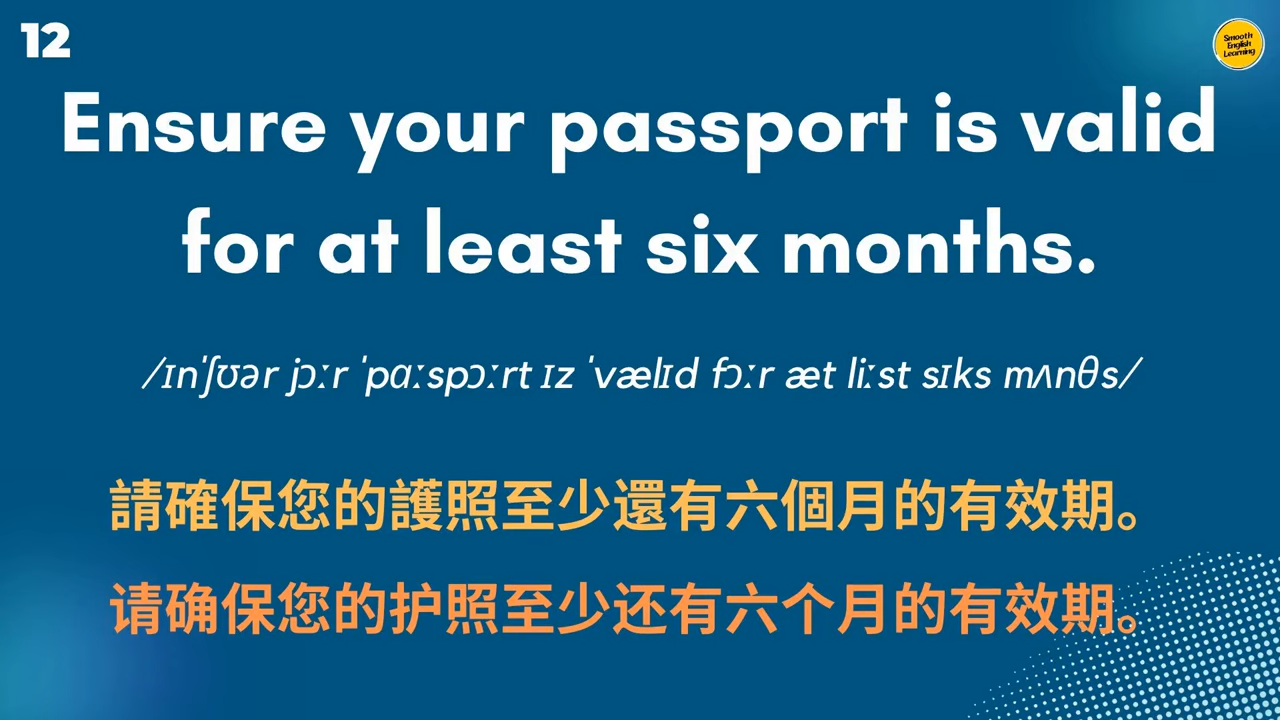 12
Smooth
English
Learning
Ensure your passport is valid
for at least six months.
/ɪnˈʃʊər jɔːr ˈpɑːspɔːrt ɪz ˈvælɪd fɔːr æt liːst sɪks mʌnθs/
請確保您的護照至少還有六個月的有效期。
请确保您的护照至少还有六个月的有效期。